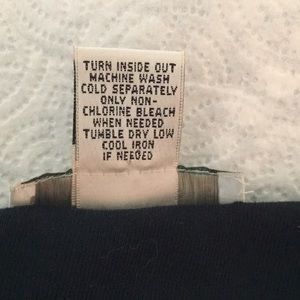 TURN INSIDE OUT
MACHINE WASH
COLD SEPARATELY
ONLY NON-
CHLORINE BLEACH
WHEN NEEDED
TUMBLE DRY LOW
COOL IRON
IF NEEDED